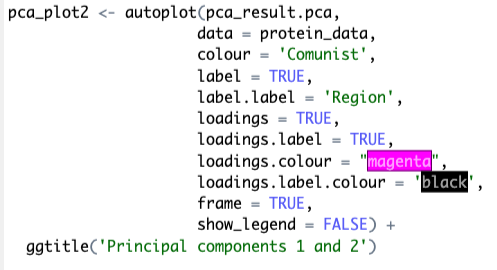 pca_plot2 <- autoplot(pca_result.pca,
data = protein_data,
colour = 'Comunist',
label = TRUE,
label.label = 'Region',
loadings = TRUE,
loadings.label = TRUE,
loadings.colour = "magenta",
loadings.label.colour = 'black',
frame = TRUE,
show_legend = FALSE) +
ggtitle('Principal components 1 and 2')